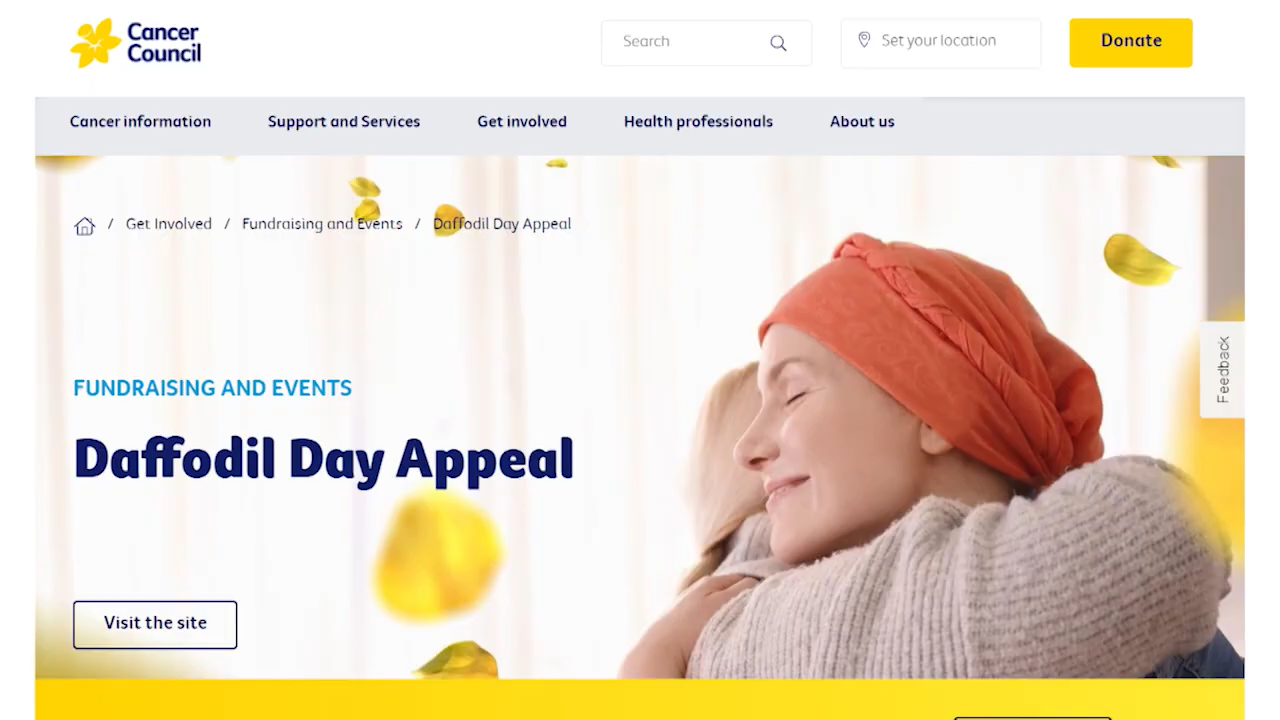 Cancer
Council
Search
Set your location
Donate
Cancer information
Support and Services
Get involved
Health professionals
About us
/ Get Involved / Fundraising and Events / Daffodil Day Appeal
Feedback
FUNDRAISING AND EVENTS
Daffodil Day Appeal
Visit the site